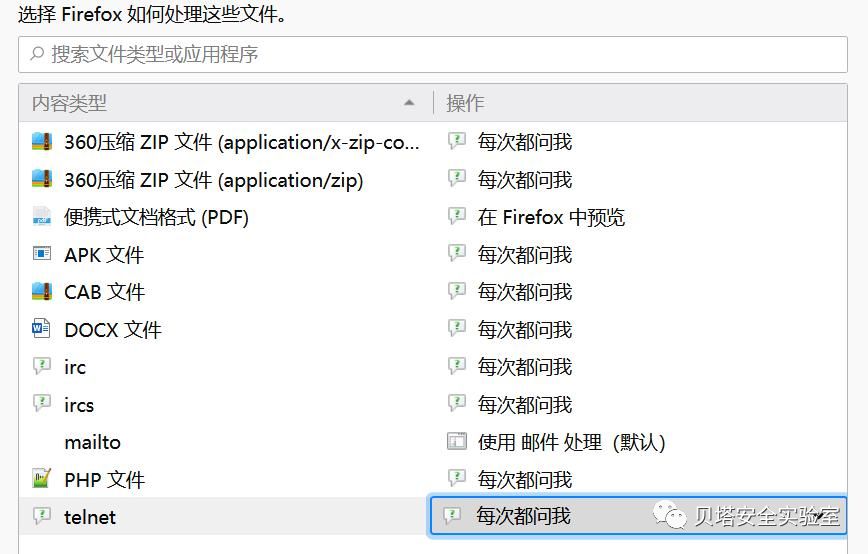 选择 Firefox 如何处理这些文件。
搜索文件类型或应用程序
内容类型 操作
360压缩 ZIP 文件 (application/x-zip-co... 每次都问我
360压缩 ZIP 文件 (application/zip) 每次都问我
便携式文档格式 (PDF) 在 Firefox 中预览
APK 文件 每次都问我
CAB 文件 每次都问我
DOCX 文件 每次都问我
irc 每次都问我
ircs 每次都问我
mailto 使用 邮件 处理（默认）
PHP 文件 每次都问我
telnet 每次都问我 贝塔安全实验室